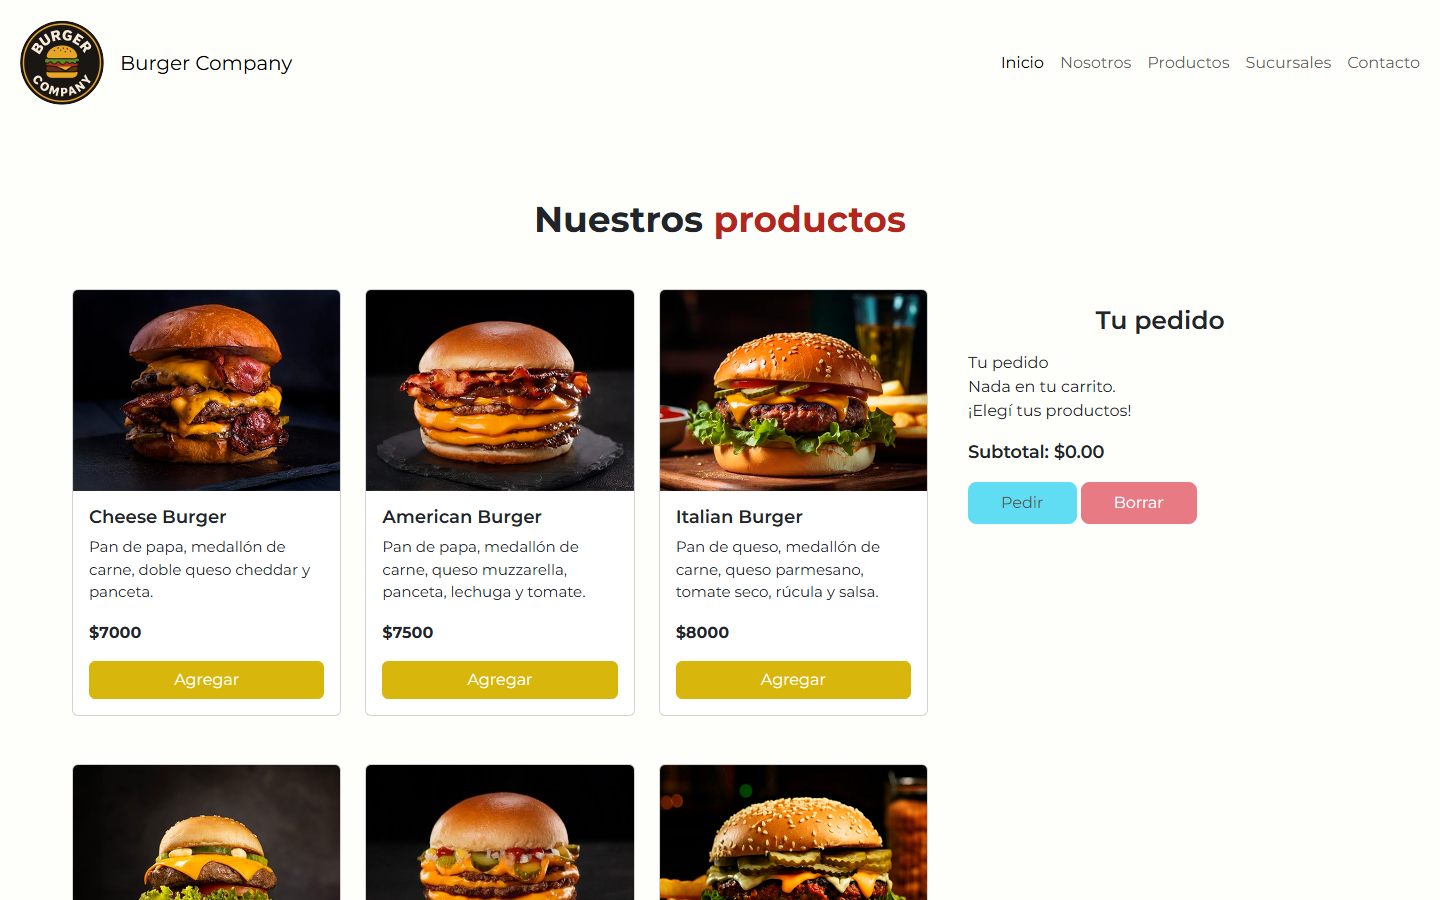 BURGER
COMPANY
Burger Company
Inicio
Nosotros
Productos
Sucursales
Contacto
Nuestros productos
Cheese Burger
Pan de papa, medallón de
carne, doble queso cheddar y
panceta.
$7000
Agregar
American Burger
Pan de papa, medallón de
carne, queso muzzarella,
panceta, lechuga y tomate.
$7500
Agregar
Italian Burger
Pan de queso, medallón de
carne, queso parmesano,
tomate seco, rúcula y salsa.
$8000
Agregar
Tu pedido
Tu pedido
Nada en tu carrito.
¡Elegí tus productos!
Subtotal: $0.00
Pedir
Borrar